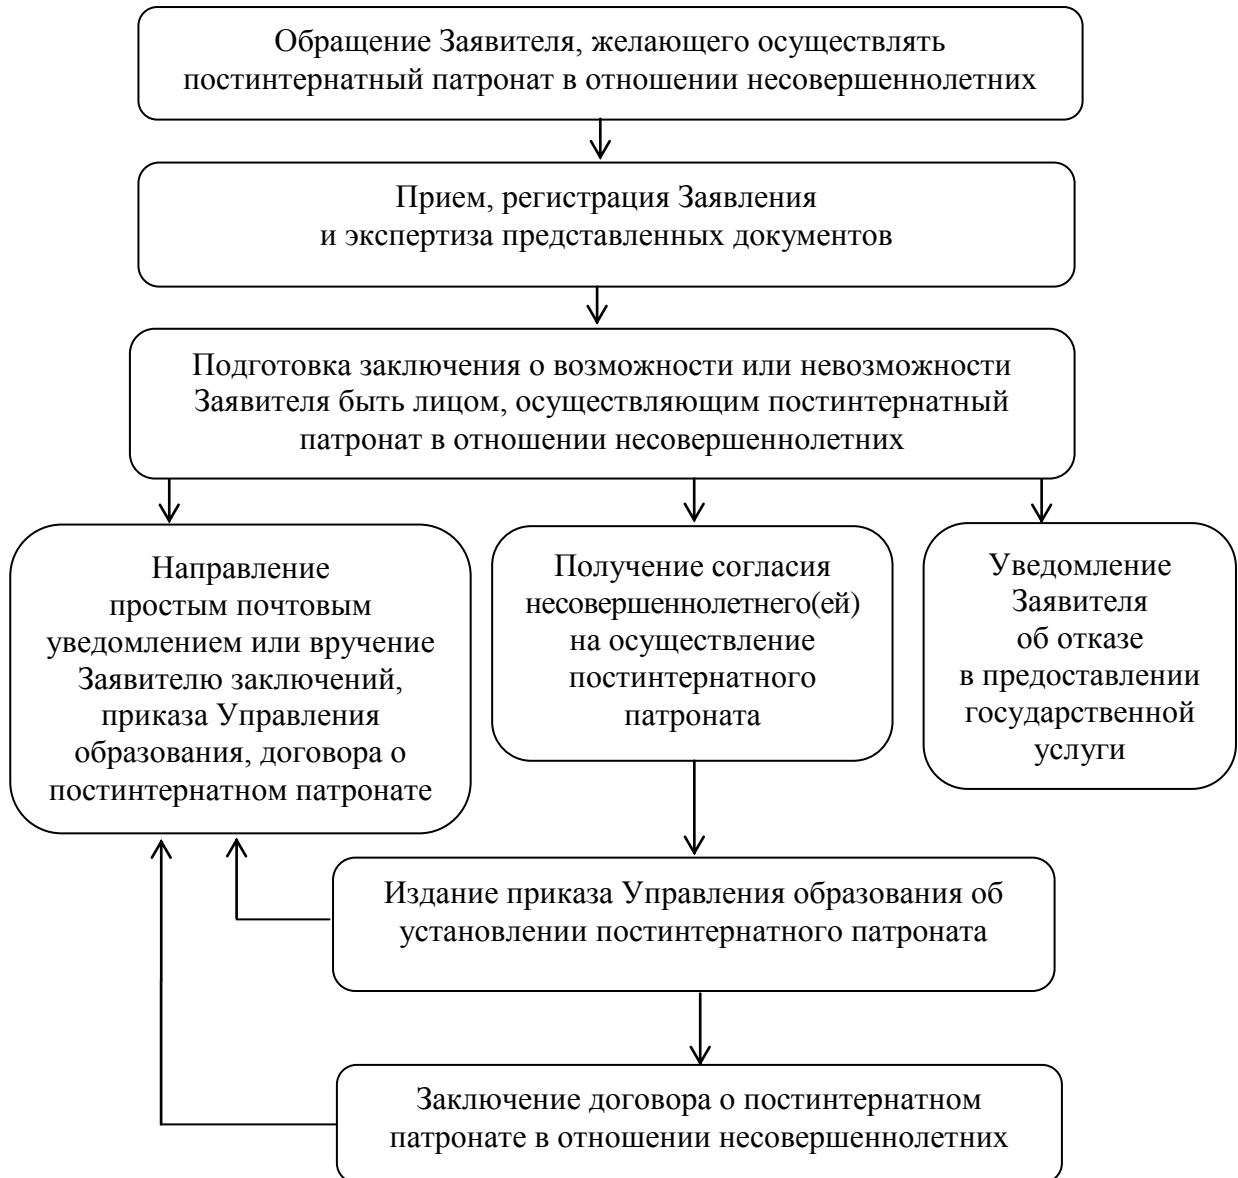 Обращение Заявителя, желающего осуществлять
постинтернатный патронат в отношении несовершеннолетних
Прием, регистрация Заявления
и экспертиза представленных документов
Подготовка заключения о возможности или невозможности
Заявителя быть лицом, осуществляющим постинтернатный
патронат в отношении несовершеннолетних
Направление
простым почтовым
уведомлением или вручение
Заявителю заключений,
приказа Управления
образования, договора о
постинтернатном патронате
Получение согласия
несовершеннолетнего(ей)
на осуществление
постинтернатного
патроната
Уведомление
Заявителя
об отказе
в предоставлении
государственной
услуги
Издание приказа Управления образования об
установлении постинтернатного патроната
Заключение договора о постинтернатном
патронате в отношении несовершеннолетних